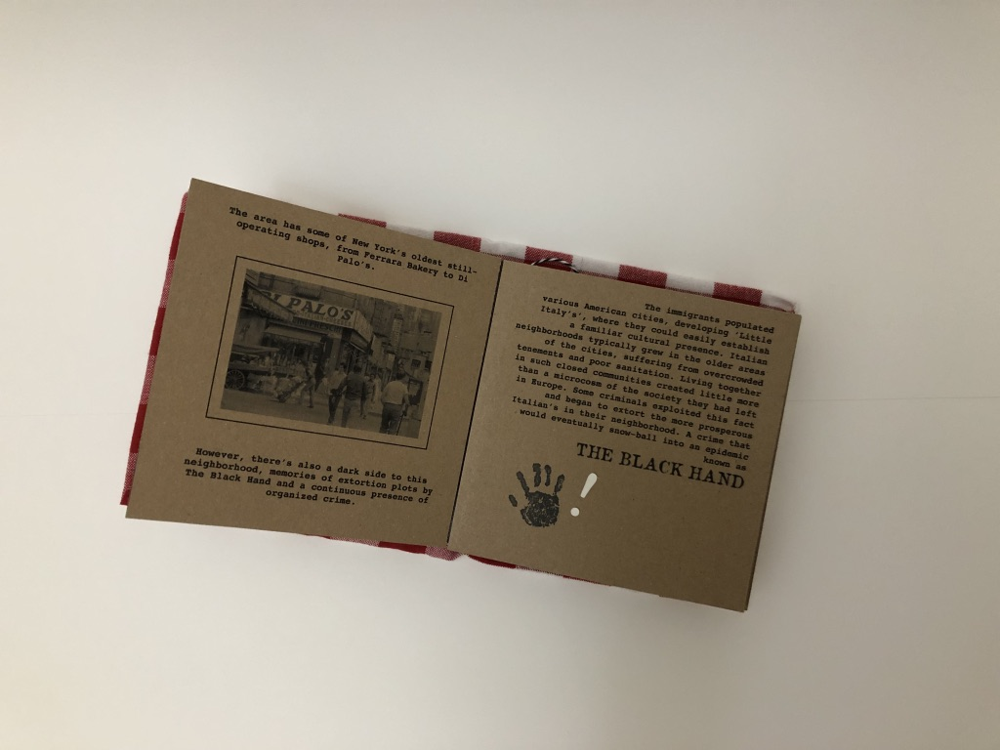 The area has some of New York's oldest still-
operating shops, from Ferrara Bakery to Di
Palo's.
PALO'S
However, there's also a dark side to this
neighborhood, memories of extortion plots by
The Black Hand and a continuous presence of
organized crime.
The immigrants populated
various American cities, developing 'Little
Italy's', where they could easily establish
a familiar cultural presence. Italian
neighborhoods typically grew in the older areas
of the cities, suffering from overcrowded
tenements and poor sanitation. Living together
in such closed communities created little more
than a microcosm of the society they had left
in Europe. Some criminals exploited this fact
and began to extort the more prosperous
Italian's in their neighborhood. A crime that
would eventually snow-ball into an epidemic
known as
THE BLACK HAND
!